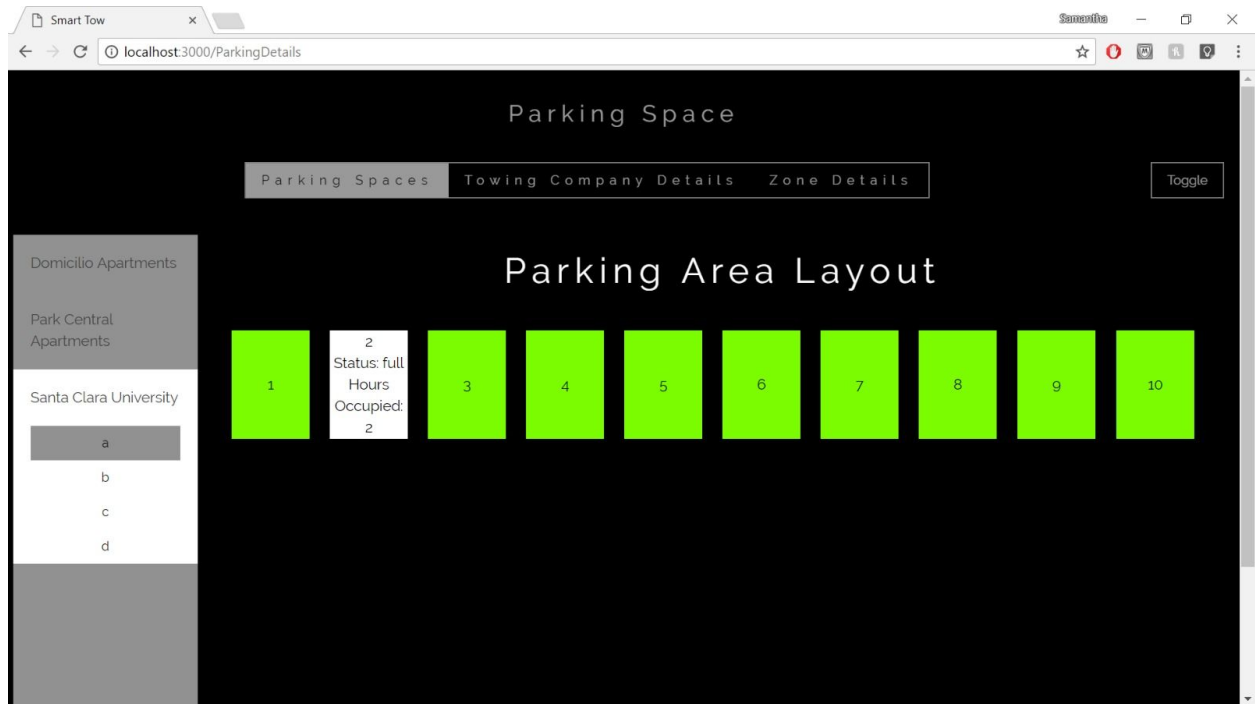 Smart Tow
Samantha
localhost:3000/ParkingDetails
Parking Space
Parking Spaces Towing Company Details Zone Details
Toggle
Domicilio Apartments
Park Central
Apartments
Santa Clara University
a
b
c
d
Parking Area Layout
1
2
Status: full
Hours
Occupied:
2
3
4
5
6
7
8
9
10